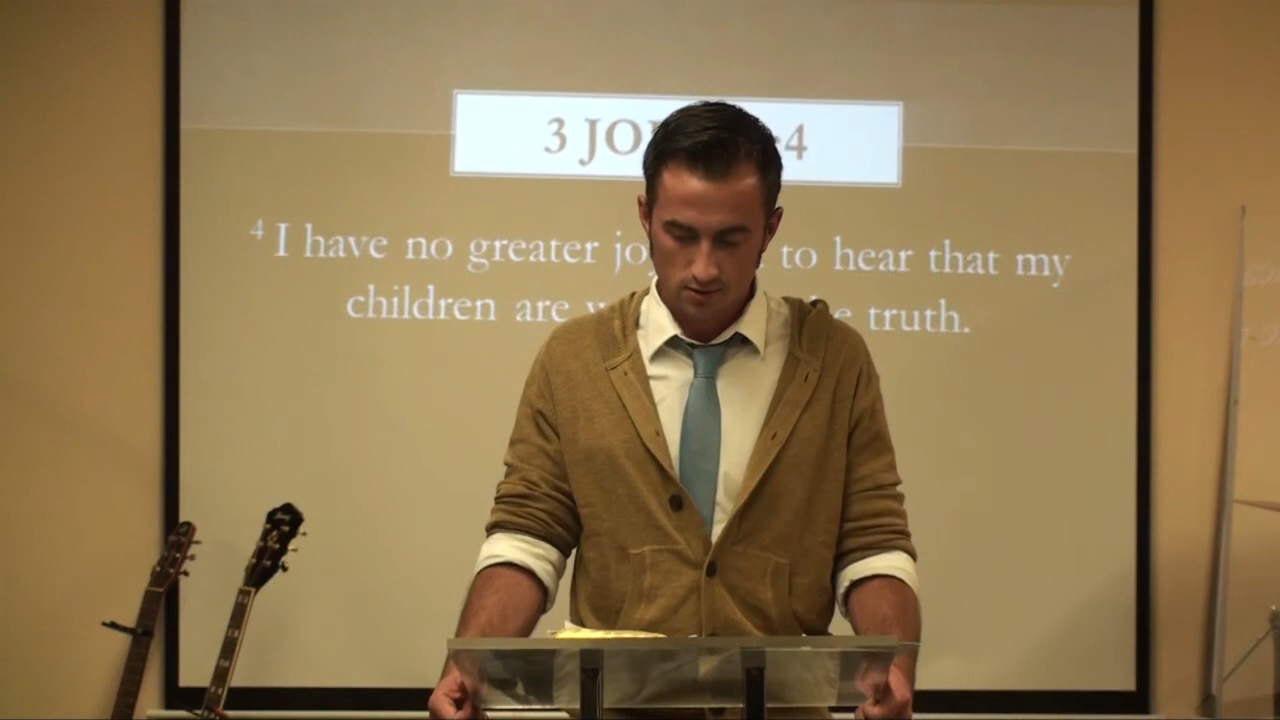 3 JO 4
4 I have no greater jo to hear that my
children are w e truth.